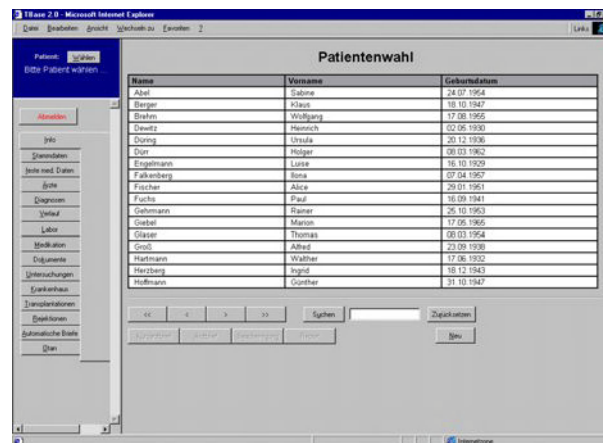 TBase 2.0 - Microsoft Internet Explorer
Datei Bearbeiten Ansicht Wechseln zu Favoriten ?
Links
Patient: Wählen
Bitte Patient wählen ...
Patientenwahl
Abmelden
Info
Stammdaten
feste med. Daten
Ärzte
Diagnosen
Verlauf
Labor
Medikation
Dokumente
Untersuchungen
Krankenhaus
Transplantationen
Rejektionen
Automatische Briefe
Name Vorname Geburtsdatum
Abel Sabine 24.07.1954
Berger Klaus 18.10.1947
Brehm Wolfgang 17.08.1955
Dewitz Heinrich 02.05.1930
Düring Ursula 20.12.1936
Dürr Holger 08.03.1962
Engelmann Luise 16.10.1929
Falkenberg Ilona 07.04.1957
Fischer Alice 29.01.1951
Fuchs Paul 16.09.1941
Gehrmann Rainer 25.10.1953
Giebel Marion 17.05.1965
Glaser Thomas 08.03.1954
Groß Alfred 23.09.1938
Hartmann Walther 17.06.1932
Herzberg Ingrid 18.12.1943
Hoffmann Günther 31.10.1947
<< < > >> Suchen Zurücksetzen
Neu
Internetzone